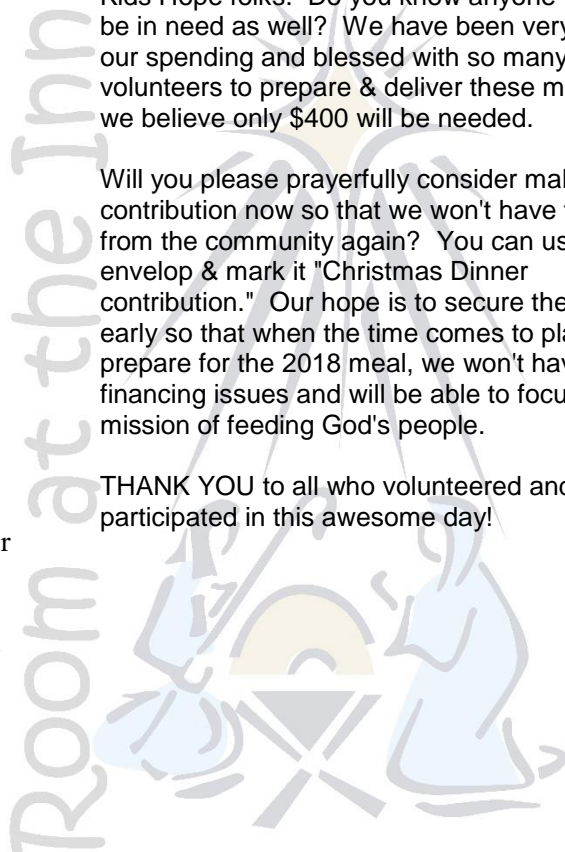 Room at the Inn
Kids Hope folks. Do you know anyone
be in need as well? We have been very
our spending and blessed with so many
volunteers to prepare & deliver these
we believe only $400 will be needed.
Will you please prayerfully consider
contribution now so that we won't have
from the community again? You can
envelop & mark it "Christmas Dinner
contribution." Our hope is to secure the
early so that when the time comes to
prepare for the 2018 meal, we won't
financing issues and will be able to
mission of feeding God's people.
THANK YOU to all who volunteered and
participated in this awesome day!